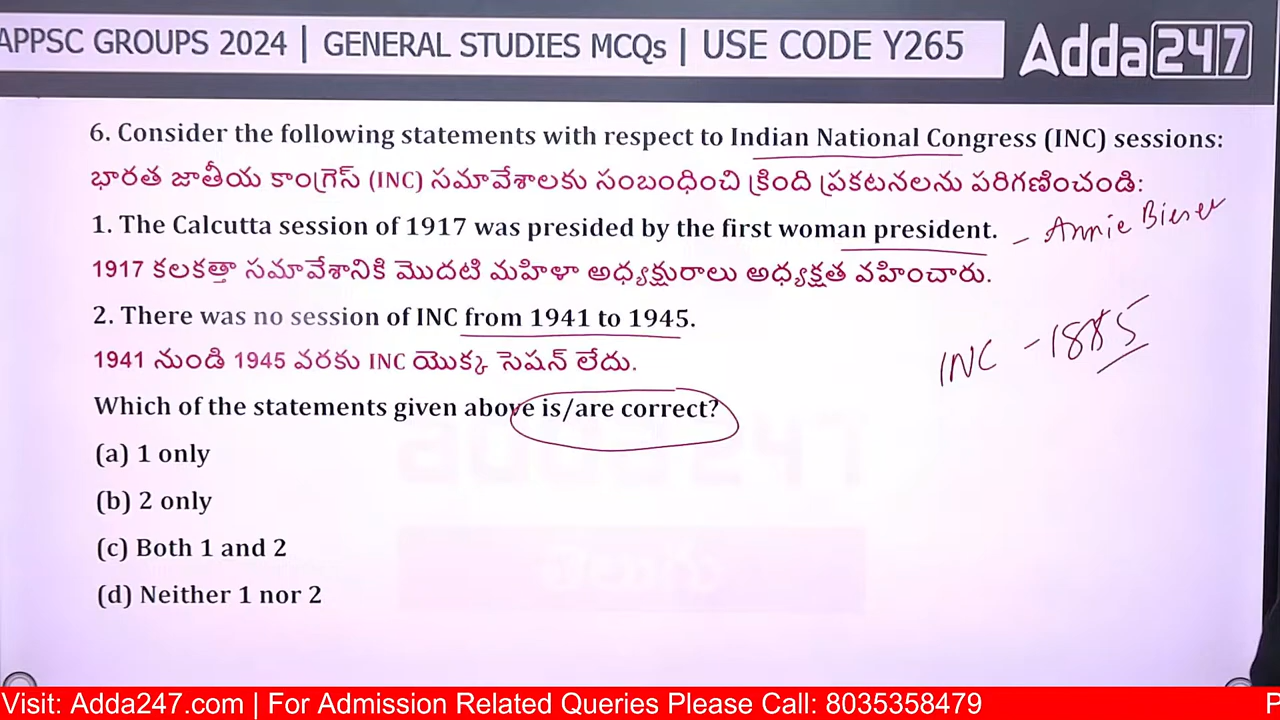 APPSC GROUPS 2024 | GENERAL STUDIES MCQs | USE CODE Y265
Adda247
6. Consider the following statements with respect to Indian National Congress (INC) sessions:
భారత జాతీయ కాంగ్రెస్ (INC) సమావేశాలకు సంబంధించి క్రింది ప్రకటనలను పరిగణించండి:
1. The Calcutta session of 1917 was presided by the first woman president. – Annie Biesen
1917 కలకత్తా సమావేశానికి మొదటి మహిళా అధ్యక్షురాలు అధ్యక్షత వహించారు.
2. There was no session of INC from 1941 to 1945.
1941 నుండి 1945 వరకు INC యొక్క సెషన్ లేదు.
INC – 1885
Which of the statements given above is/are correct?
(a) 1 only
(b) 2 only
(c) Both 1 and 2
(d) Neither 1 nor 2
Visit: Adda247.com | For Admission Related Queries Please Call: 8035358479
P